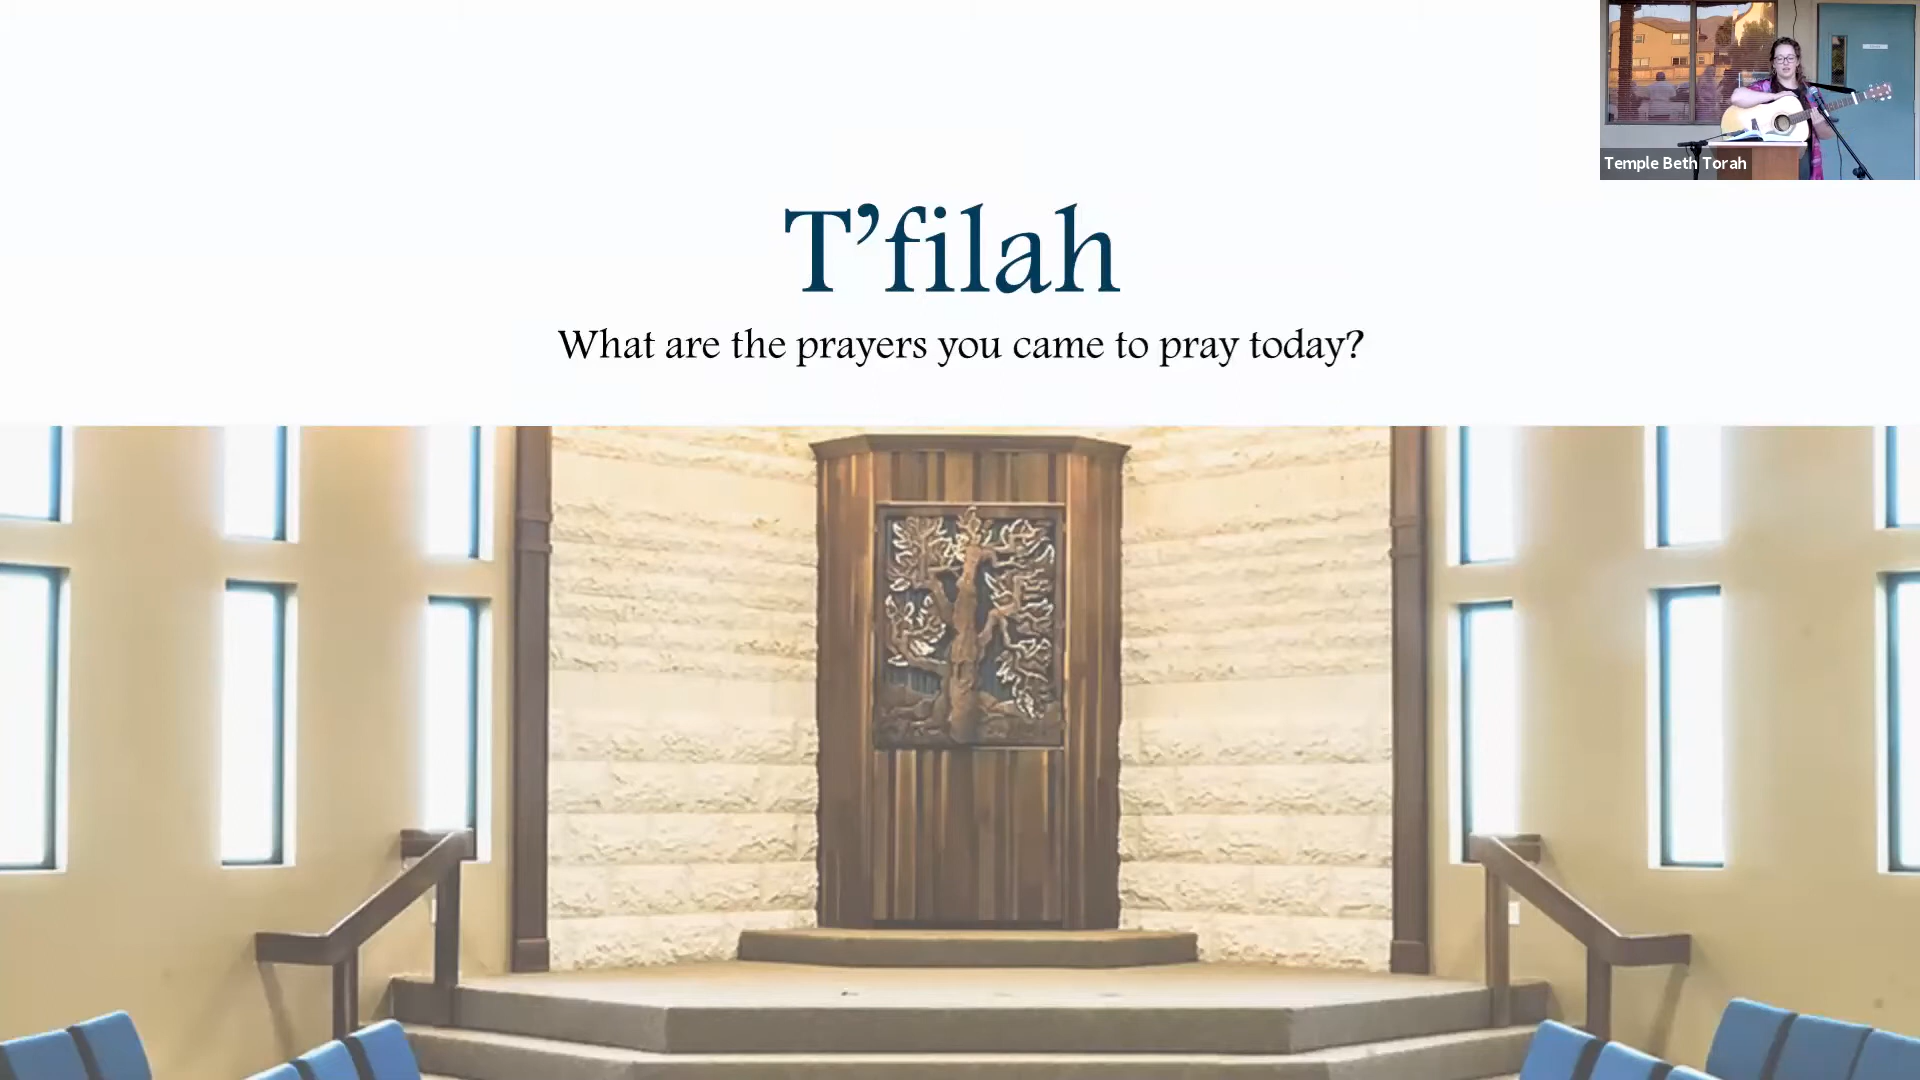 T’filah
What are the prayers you came to pray today?
Temple Beth Torah